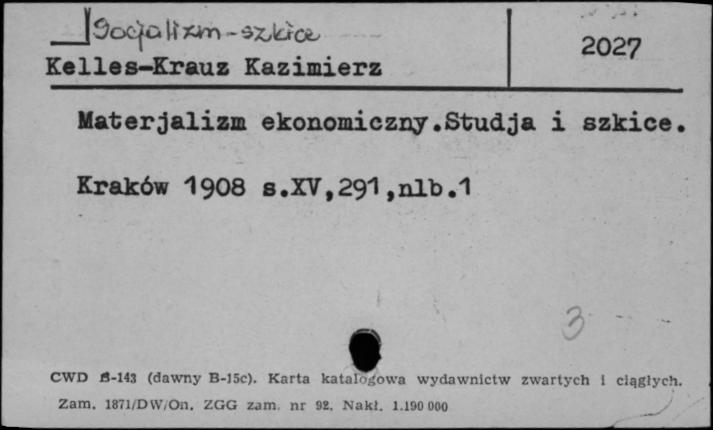 Socjalizm-szkice
2027
Kelles-Krauz Kazimierz
Materjalizm ekonomiczny.Studja i szkice.
Kraków 1908 s.XV,291,nlb.1
3
CWD B-143 (dawny B-15c). Karta katalogowa wydawnictw zwartych i ciągłych.
Zam. 1871/DW/On. ZGG zam. nr 92. Nakł. 1.190 000